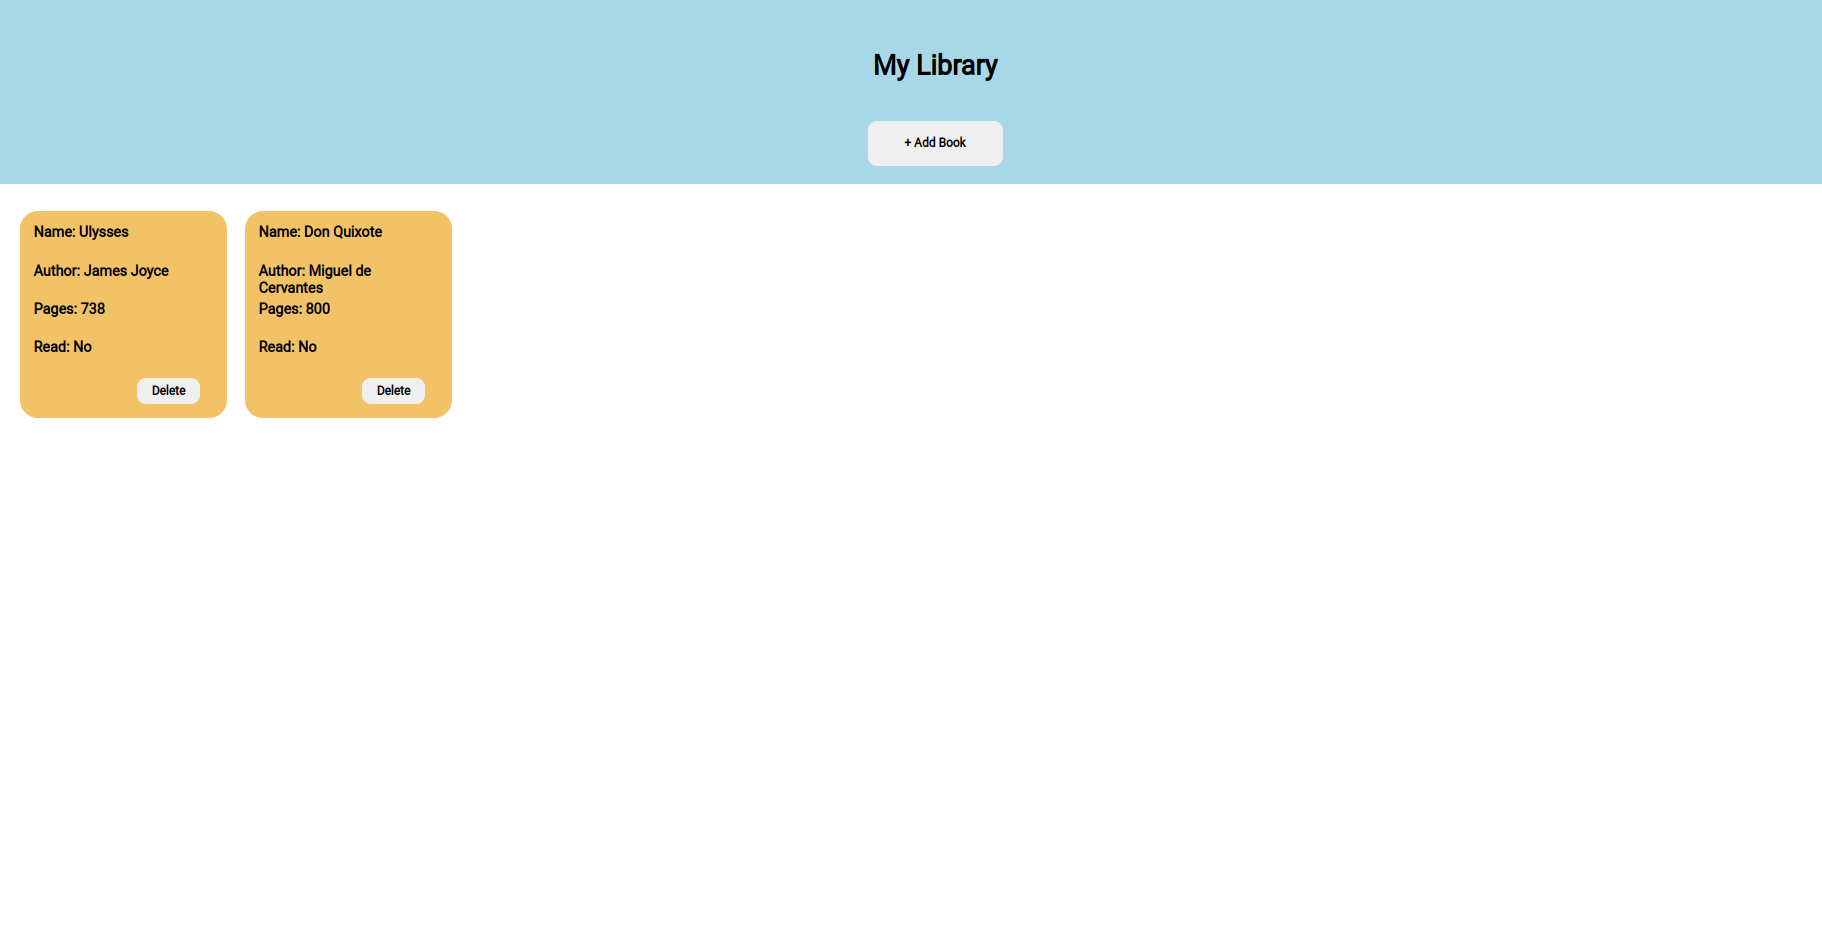 My Library
+ Add Book
Name: Ulysses
Author: James Joyce
Pages: 738
Read: No
Delete
Name: Don Quixote
Author: Miguel de
Cervantes
Pages: 800
Read: No
Delete